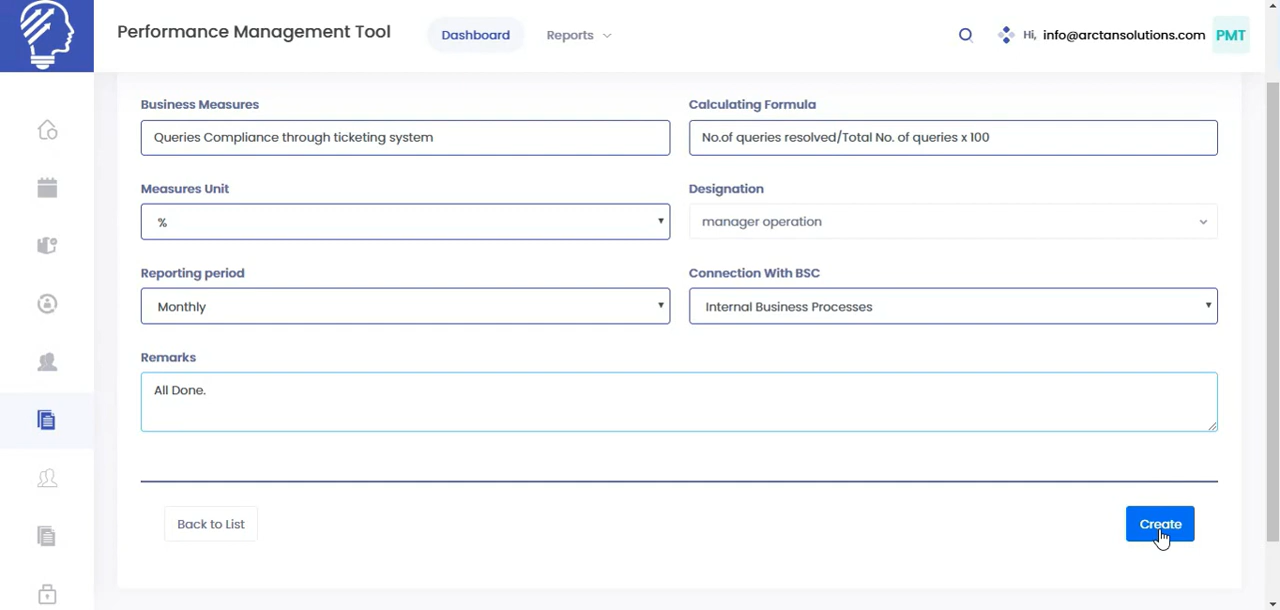 Performance Management Tool
Dashboard
Reports
Hi, info@arctansolutions.com
PMT
Business Measures
Calculating Formula
Queries Compliance through ticketing system
No.of queries resolved/Total No. of queries x 100
Measures Unit
Designation
%
manager operation
Reporting period
Connection With BSC
Monthly
Internal Business Processes
Remarks
All Done.
Back to List
Create